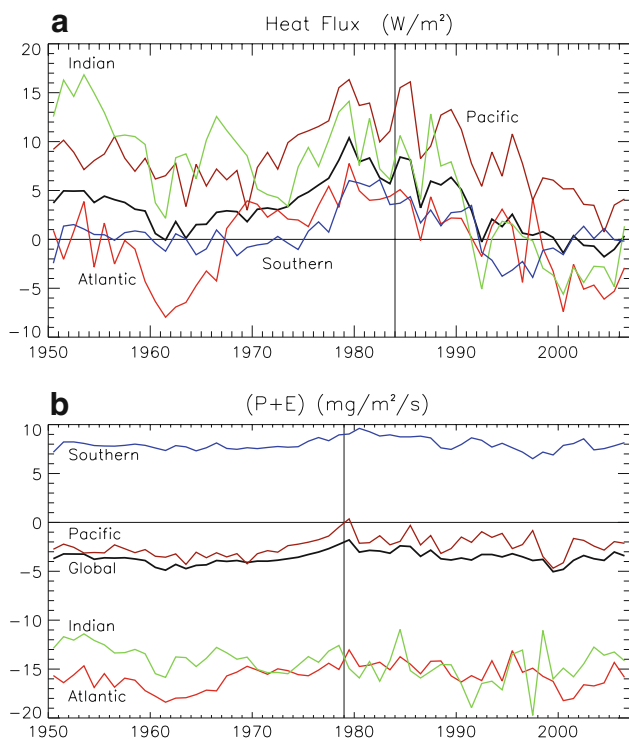 a Heat Flux (W/m²)
20
15
10
5
0
−5
−10
Indian
Pacific
Atlantic
Southern
1950 1960 1970 1980 1990 2000
b (P+E) (mg/m²/s)
10
5
0
−5
−10
−15
−20
Southern
Pacific
Global
Indian
Atlantic
1950 1960 1970 1980 1990 2000